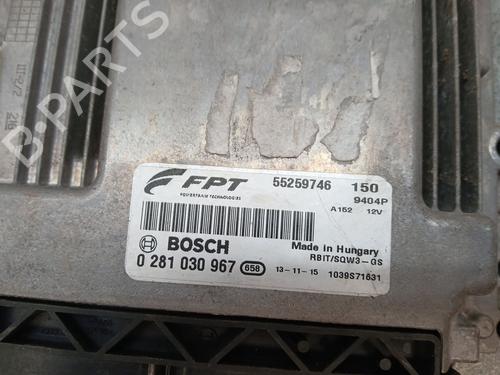 B-PARTS
FPT 55259746 150
POWERTRAIN TECHNOLOGIES 9404P
A152 12V
BOSCH Made in Hungary
RBIT/SQW3-GS
0 281 030 967 658 13-11-15 1039S71631